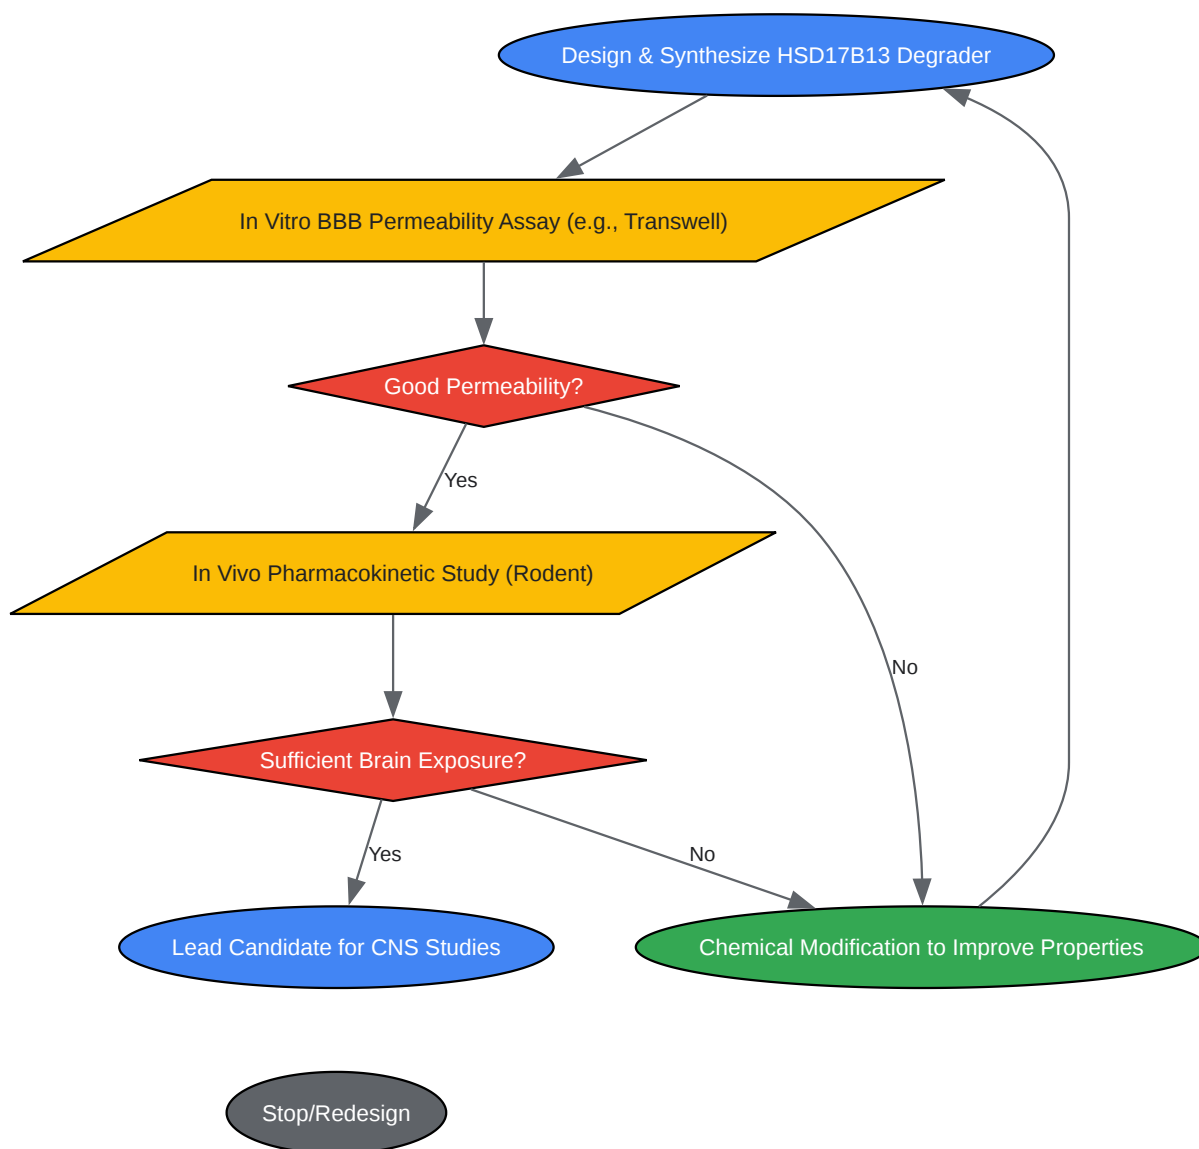 Design & Synthesize HSD17B13 Degrader
In Vitro BBB Permeability Assay (e.g., Transwell)
Good Permeability?
Yes
In Vivo Pharmacokinetic Study (Rodent)
No
Sufficient Brain Exposure?
Yes
No
Lead Candidate for CNS Studies
Chemical Modification to Improve Properties
Stop/Redesign